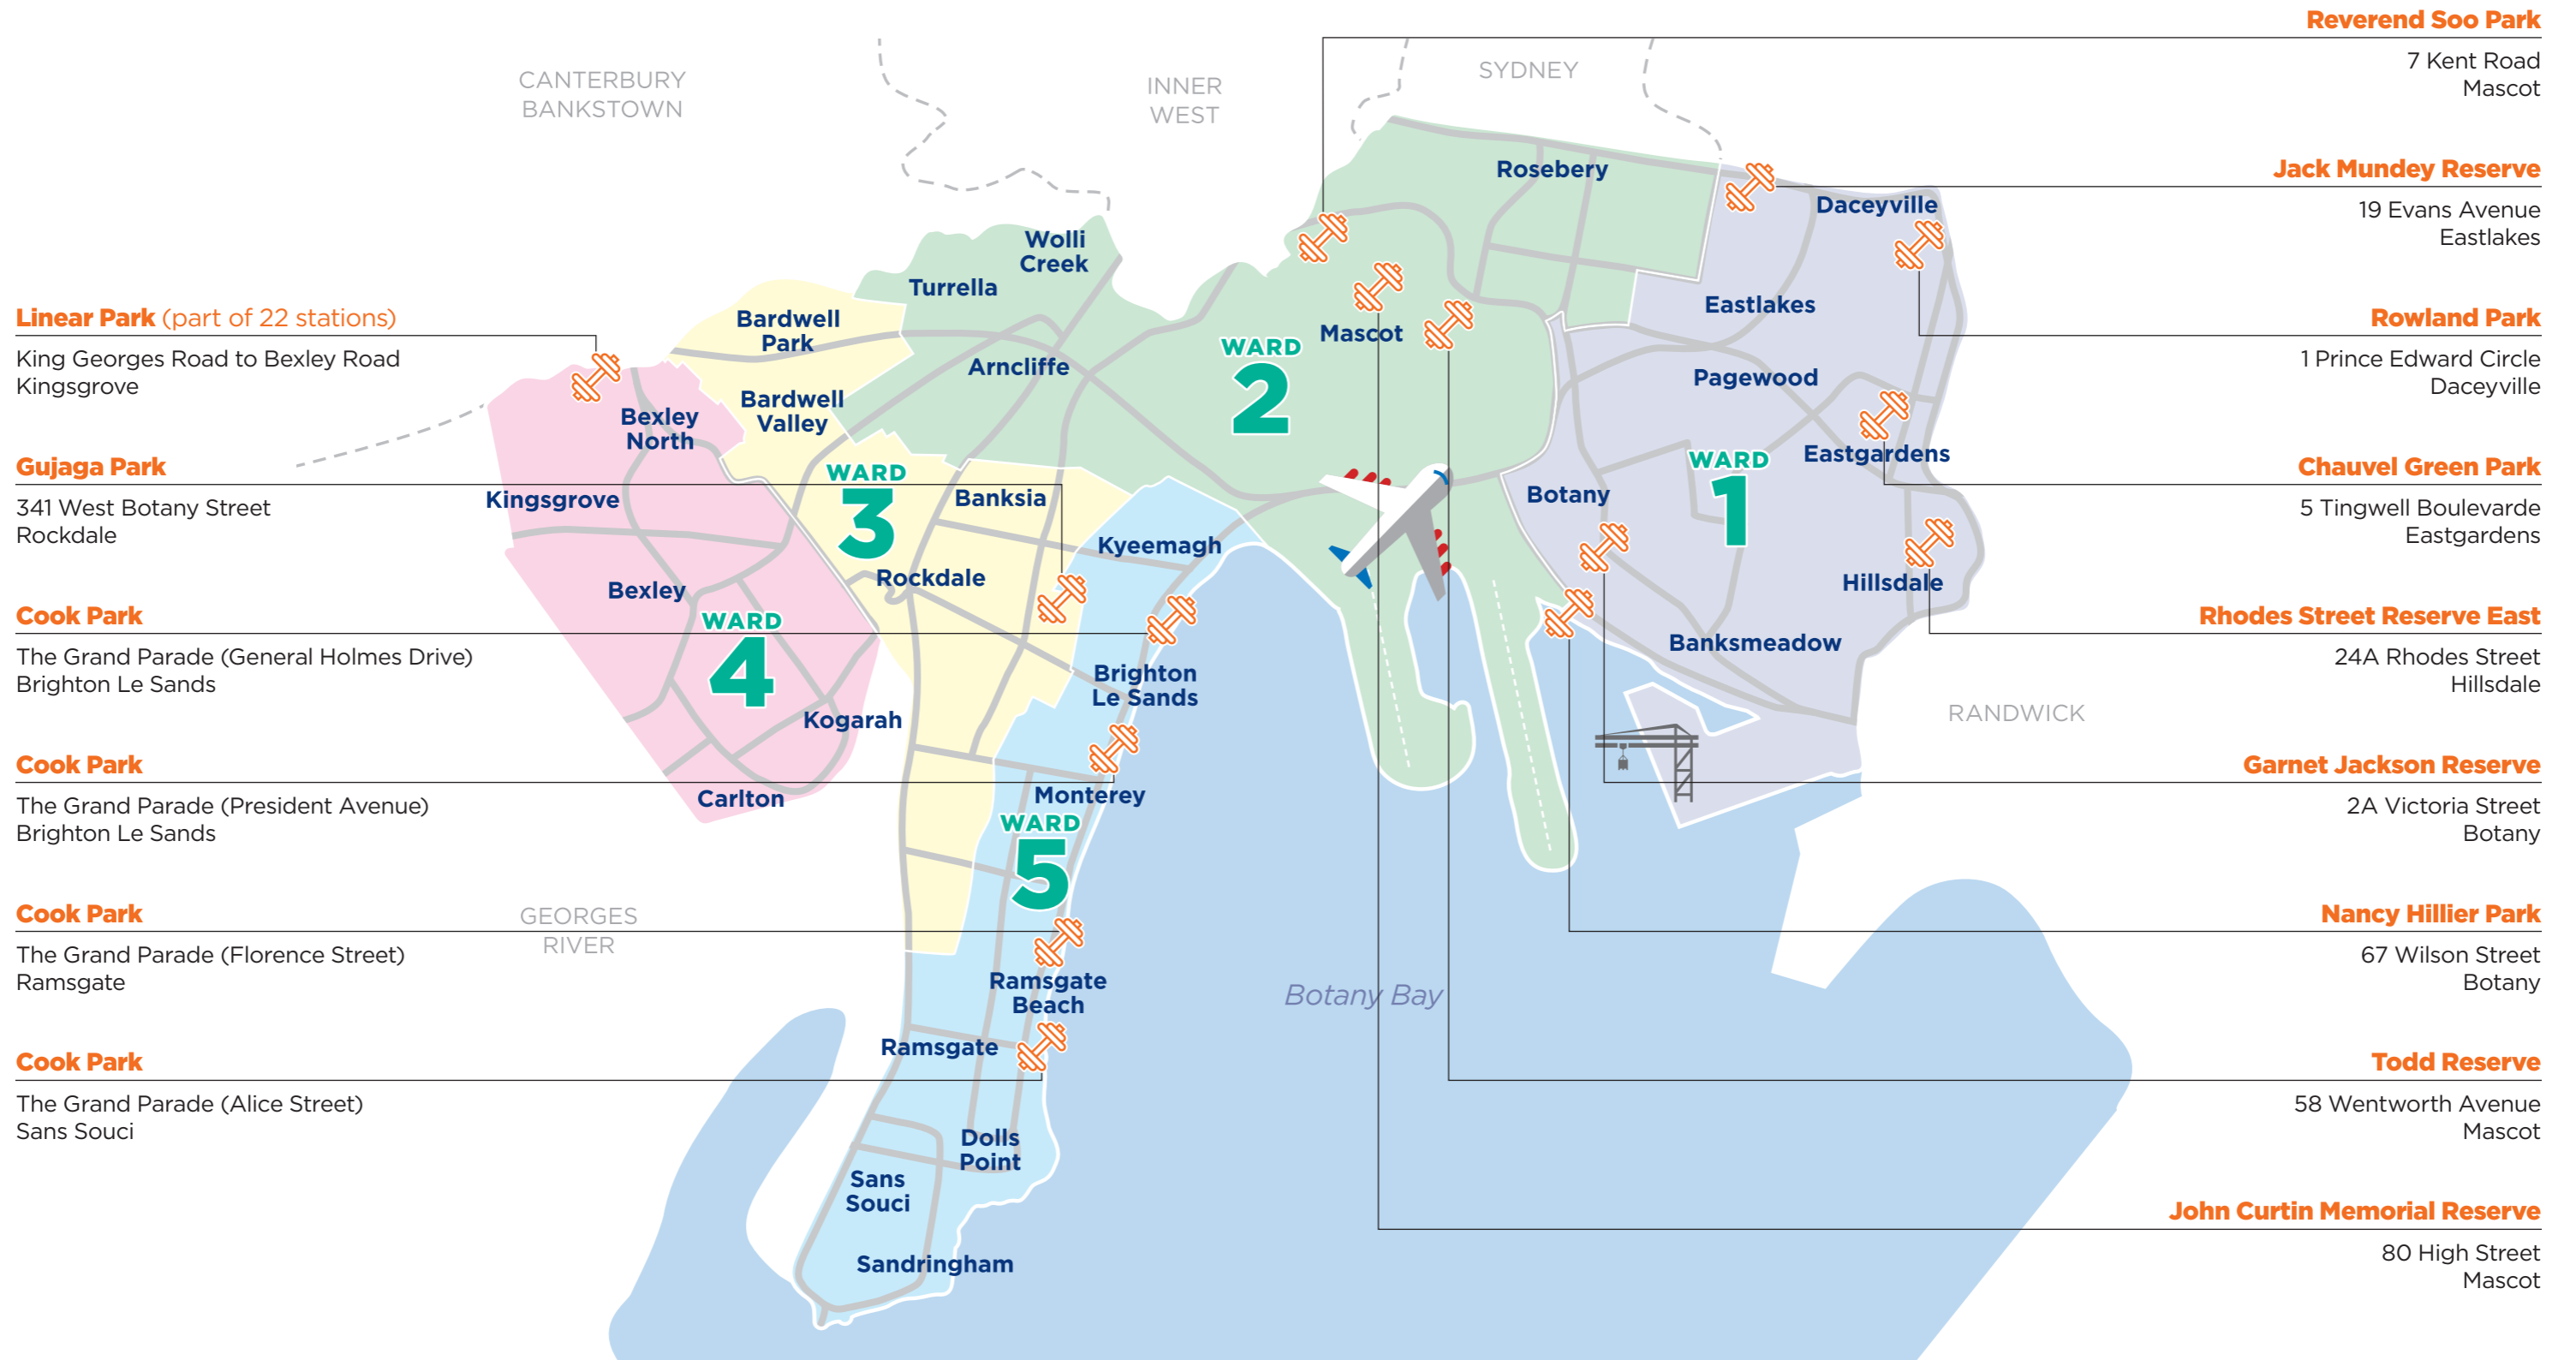 Reverend Soo Park
7 Kent Road
Mascot
Jack Mundey Reserve
19 Evans Avenue
Eastlakes
Rowland Park
1 Prince Edward Circle
Daceyville
Chauvel Green Park
5 Tingwell Boulevarde
Eastgardens
Rhodes Street Reserve East
24A Rhodes Street
Hillsdale
Garnet Jackson Reserve
2A Victoria Street
Botany
Nancy Hillier Park
67 Wilson Street
Botany
Todd Reserve
58 Wentworth Avenue
Mascot
John Curtin Memorial Reserve
80 High Street
Mascot
Linear Park (part of 22 stations)
King Georges Road to Bexley Road
Kingsgrove
Gujaga Park
341 West Botany Street
Rockdale
Cook Park
The Grand Parade (General Holmes Drive)
Brighton Le Sands
Cook Park
The Grand Parade (President Avenue)
Brighton Le Sands
Cook Park
The Grand Parade (Florence Street)
Ramsgate
Cook Park
The Grand Parade (Alice Street)
Sans Souci
CANTERBURY
BANKSTOWN
INNER
WEST
SYDNEY
RANDWICK
GEORGES
RIVER
Rosebery
Daceyville
Wolli
Creek
Turrella
Eastlakes
Bardwell
Park
Mascot
WARD
2
Arncliffe
Pagewood
Bardwell
Valley
Bexley
North
Eastgardens
WARD
1
WARD
3
Botany
Banksia
Kingsgrove
Kyeemagh
Rockdale
Hillsdale
Bexley
WARD
4
Banksmeadow
Brighton
Le Sands
Kogarah
Monterey
Carlton
WARD
5
Ramsgate
Beach
Botany Bay
Ramsgate
Dolls
Point
Sans
Souci
Sandringham